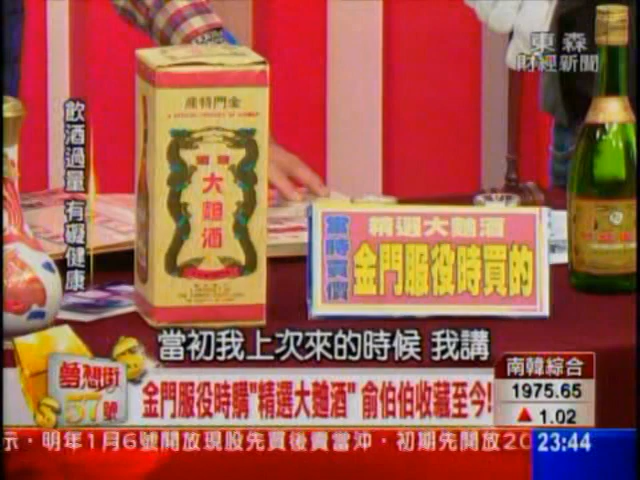 東森
財經新聞
飲酒過量 有礙健康
產特門金
大麯酒
當時買價
精選大麯酒
金門服役時買的
當初我上次來的時候 我講
夢想街
57號
金門服役時購"精選大麯酒" 俞伯伯收藏至今!
南韓綜合
1975.65
▲ 1.02
示·明年1月6號開放現股先買後賣當沖·初期先開放20
23:44